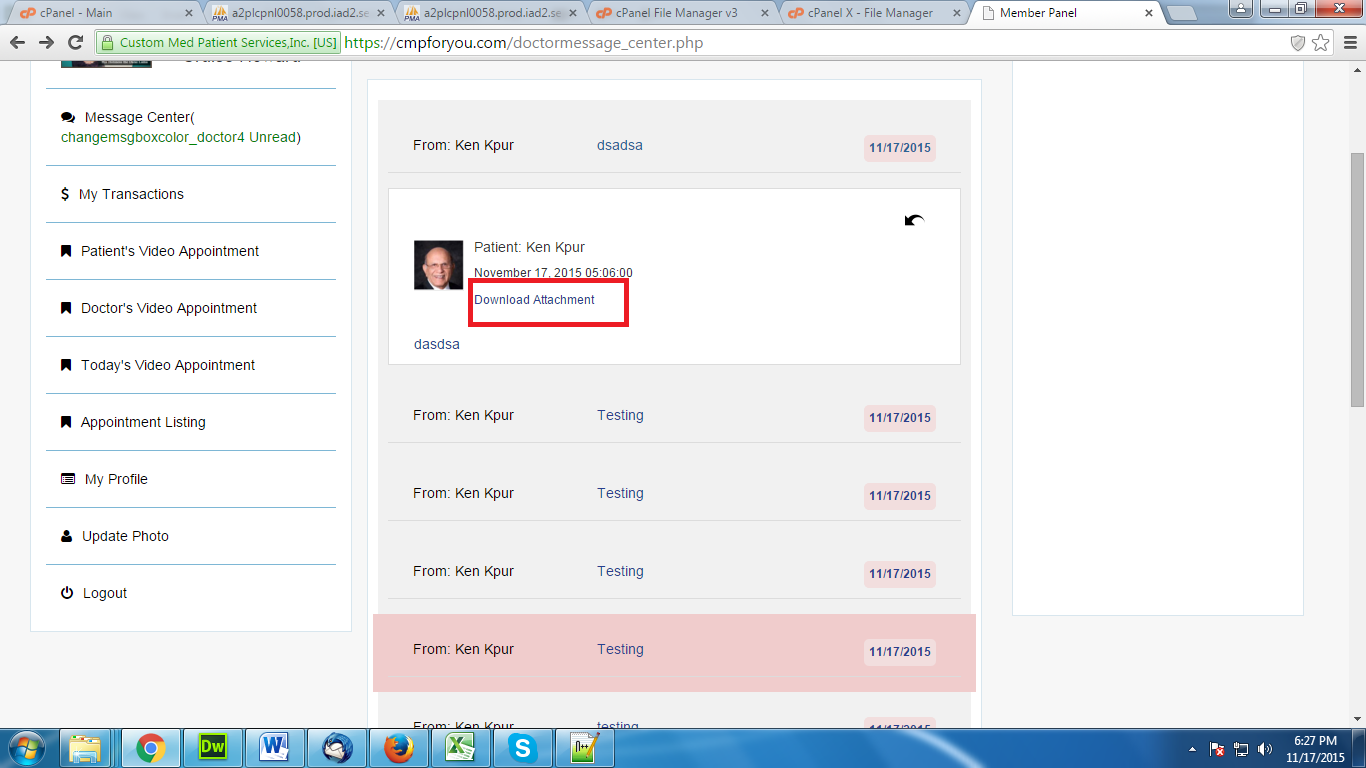 cPanel - Main
a2plcpnl0058.prod.iad2.se
a2plcpnl0058.prod.iad2.se
cPanel File Manager v3
cPanel X - File Manager
Member Panel
Custom Med Patient Services,Inc. [US]
https://cmpforyou.com/doctormessage_center.php
Message Center(
changemsgboxcolor_doctor4 Unread)
My Transactions
Patient's Video Appointment
Doctor's Video Appointment
Today's Video Appointment
Appointment Listing
My Profile
Update Photo
Logout
From: Ken Kpur dsadsa 11/17/2015
Patient: Ken Kpur
November 17, 2015 05:06:00
Download Attachment
dasdsa
From: Ken Kpur Testing 11/17/2015
From: Ken Kpur Testing 11/17/2015
From: Ken Kpur Testing 11/17/2015
From: Ken Kpur Testing 11/17/2015
From: Ken Kpur testing 11/17/2015
6:27 PM
11/17/2015